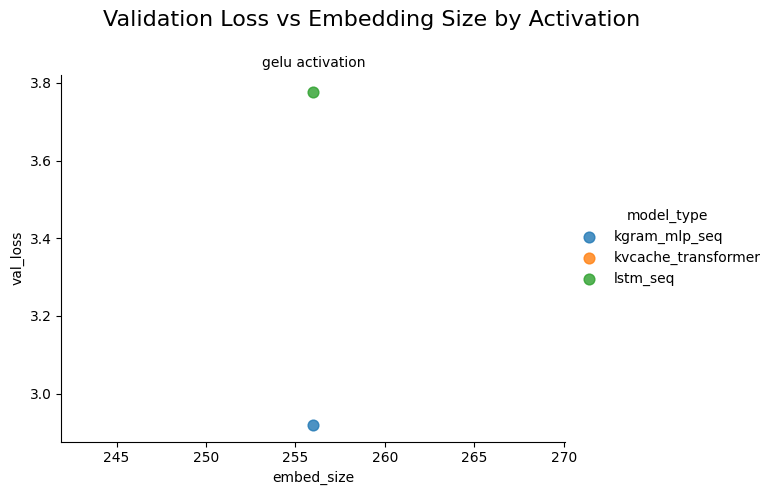 Validation Loss vs Embedding Size by Activation
gelu activation
3.8
3.6
3.4
3.2
3.0
val_loss
245
250
255
260
265
270
embed_size
model_type
kgram_mlp_seq
kvcache_transformer
lstm_seq